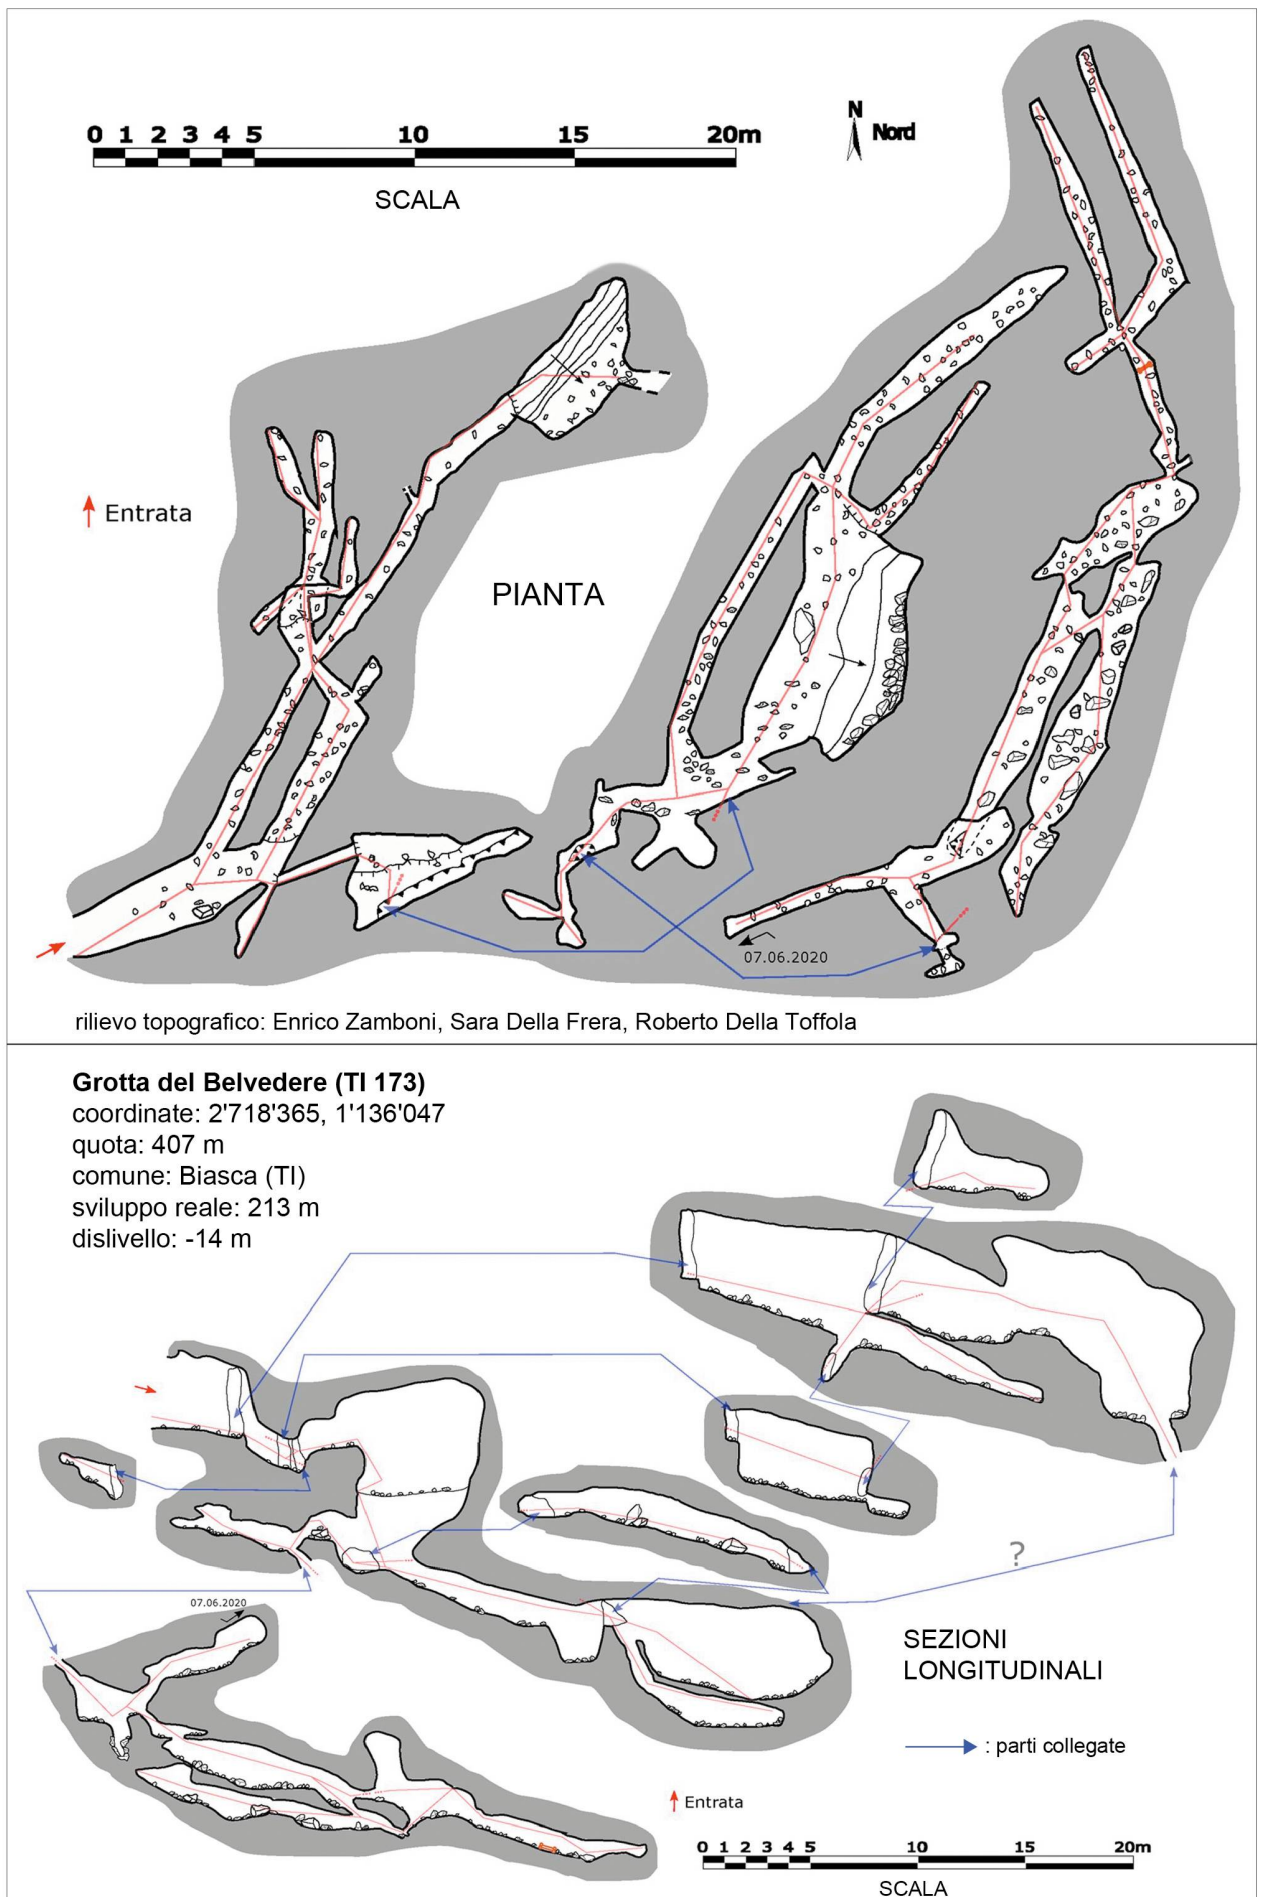 0 1 2 3 4 5 10 15 20m
SCALA
N
Nord
Entrata
PIANTA
07.06.2020
rilievo topografico: Enrico Zamboni, Sara Della Frera, Roberto Della Toffola
Grotta del Belvedere (TI 173)
coordinate: 2'718'365, 1'136'047
quota: 407 m
comune: Biasca (TI)
sviluppo reale: 213 m
dislivello: -14 m
?
07.06.2020
SEZIONI
LONGITUDINALI
: parti collegate
Entrata
0 1 2 3 4 5 10 15 20m
SCALA